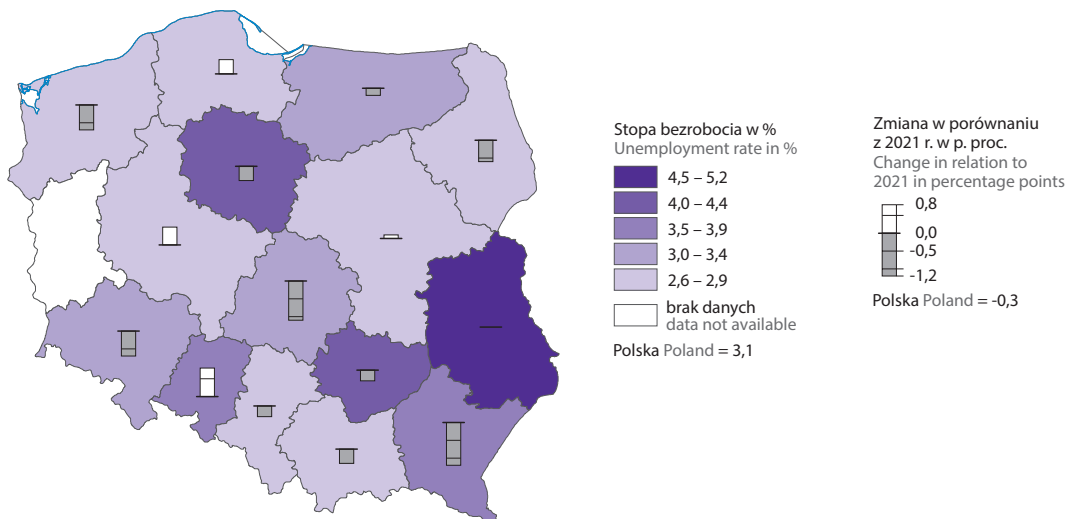 Stopa bezrobocia w %
Unemployment rate in %
4,5 – 5,2
4,0 – 4,4
3,5 – 3,9
3,0 – 3,4
2,6 – 2,9
brak danych
data not available
Polska Poland = 3,1
Zmiana w porównaniu
z 2021 r. w p. proc.
Change in relation to
2021 in percentage points
0,8
0,0
-0,5
-1,2
Polska Poland = -0,3